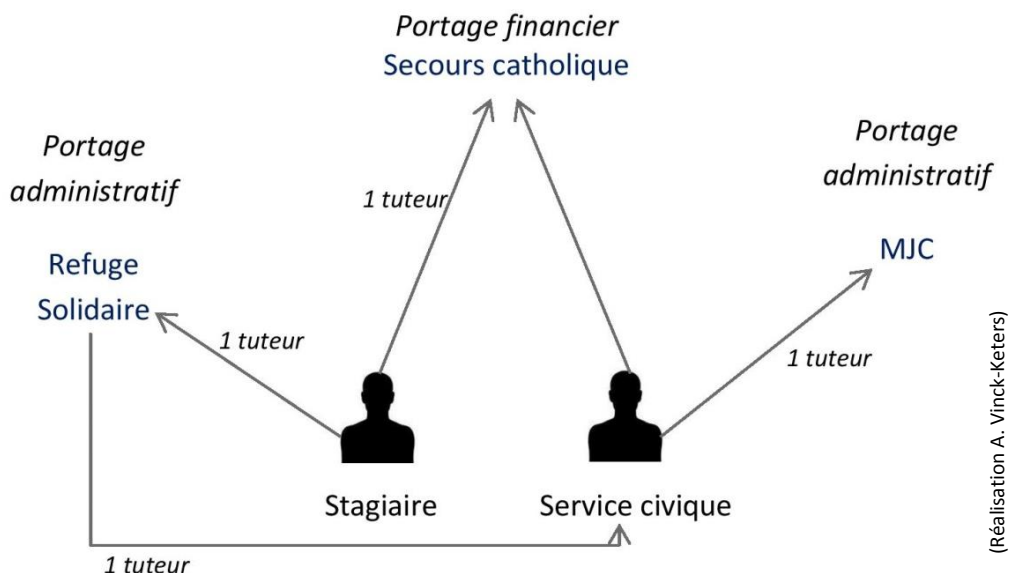 Portage financier
Secours catholique
Portage
administratif
Portage
administratif
1 tuteur
MJC
Refuge
Solidaire
1 tuteur
1 tuteur
Stagiaire
Service civique
1 tuteur
(Réalisation A. Vinck-Keters)